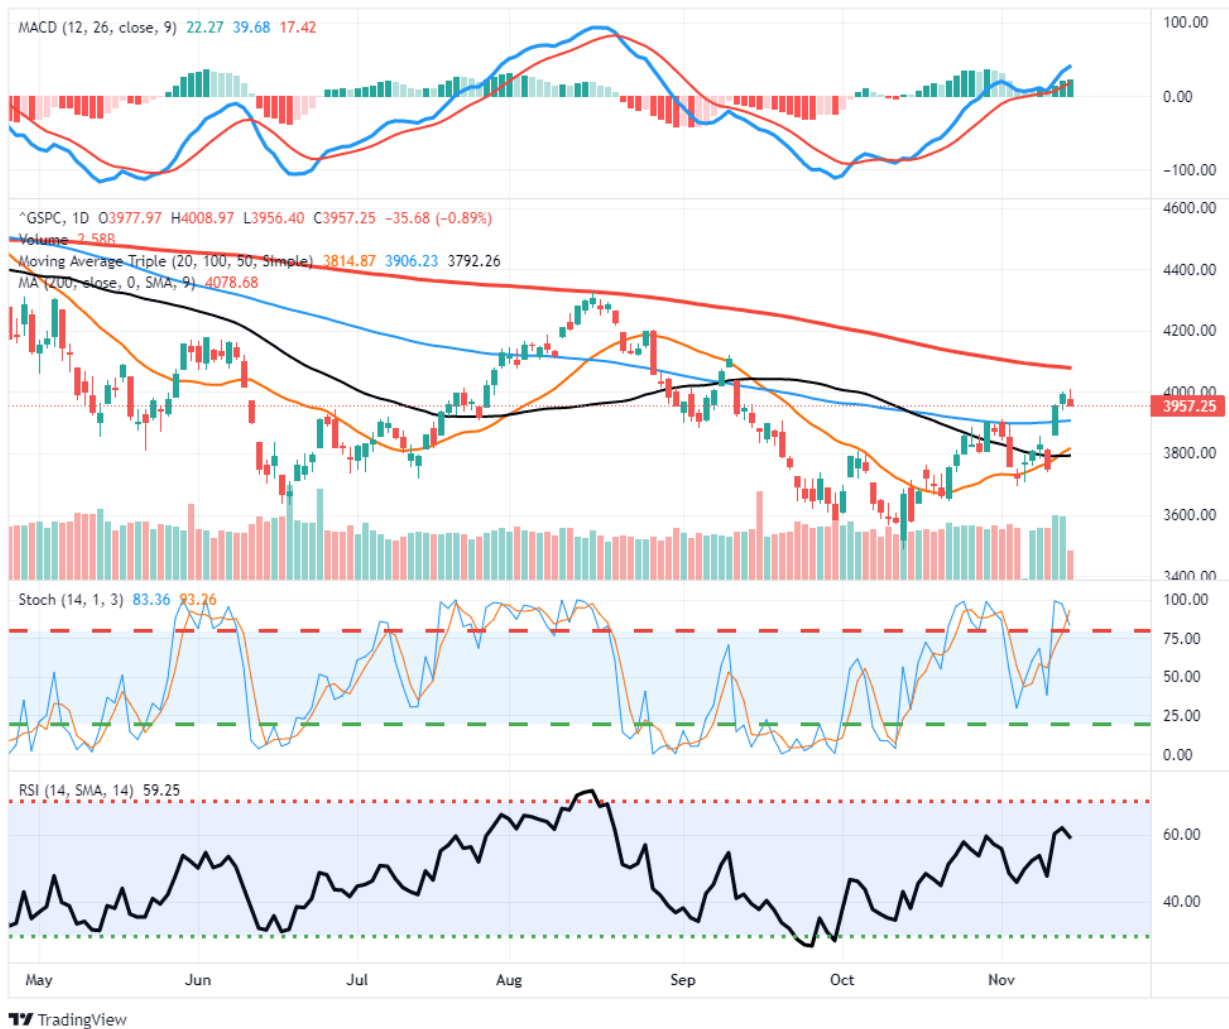 MACD (12, 26, close, 9) 22.27 39.68 17.42
100.00
0.00
−100.00
^GSPC, 1D O3977.97 H4008.97 L3956.40 C3957.25 −35.68 (−0.89%)
Volume 2.58B
Moving Average Triple (20, 100, 50, Simple) 3814.87 3906.23 3792.26
MA (200, close, 0, SMA, 9) 4078.68
4600.00
4400.00
4200.00
4000.00
3957.25
3800.00
3600.00
3400.00
Stoch (14, 1, 3) 83.36 93.26
100.00
75.00
50.00
25.00
0.00
RSI (14, SMA, 14) 59.25
60.00
40.00
May Jun Jul Aug Sep Oct Nov
TradingView